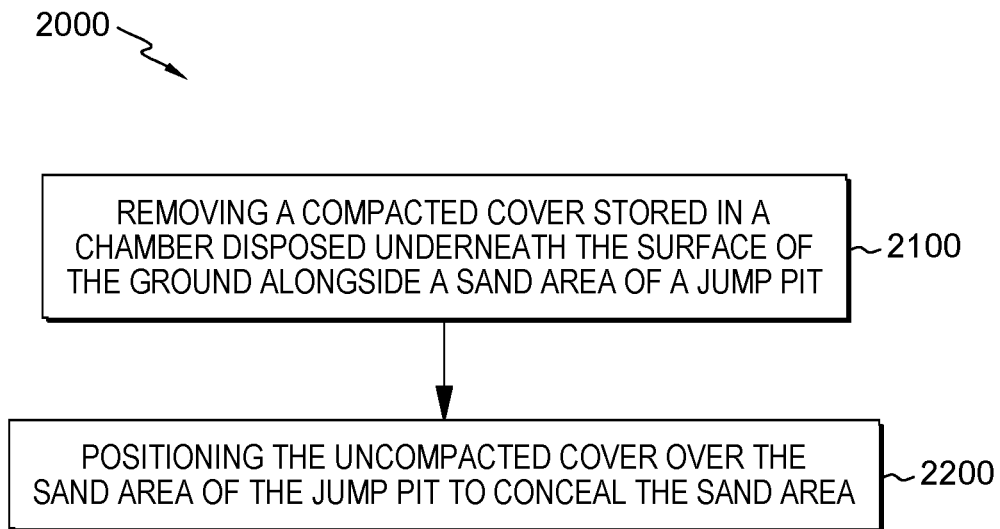 2000
REMOVING A COMPACTED COVER STORED IN A
CHAMBER DISPOSED UNDERNEATH THE SURFACE OF
THE GROUND ALONGSIDE A SAND AREA OF A JUMP PIT
2100
POSITIONING THE UNCOMPACTED COVER OVER THE
SAND AREA OF THE JUMP PIT TO CONCEAL THE SAND AREA
2200